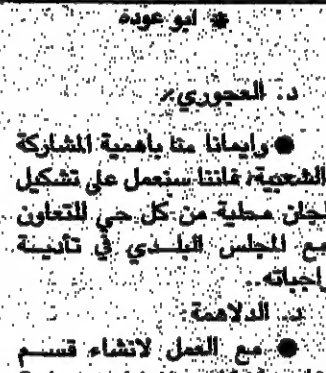 * ابو عودة
د. العجوري/
● وايمانا منا باهمية المشاركة
الشعبية، فاننا سنعمل على تشكيل
لجان محلية من كل حي للتعاون
مع المجلس البلدي في تأدية
واجباته..
د. الدلاهمة
● مع العمل لانشاء قسم